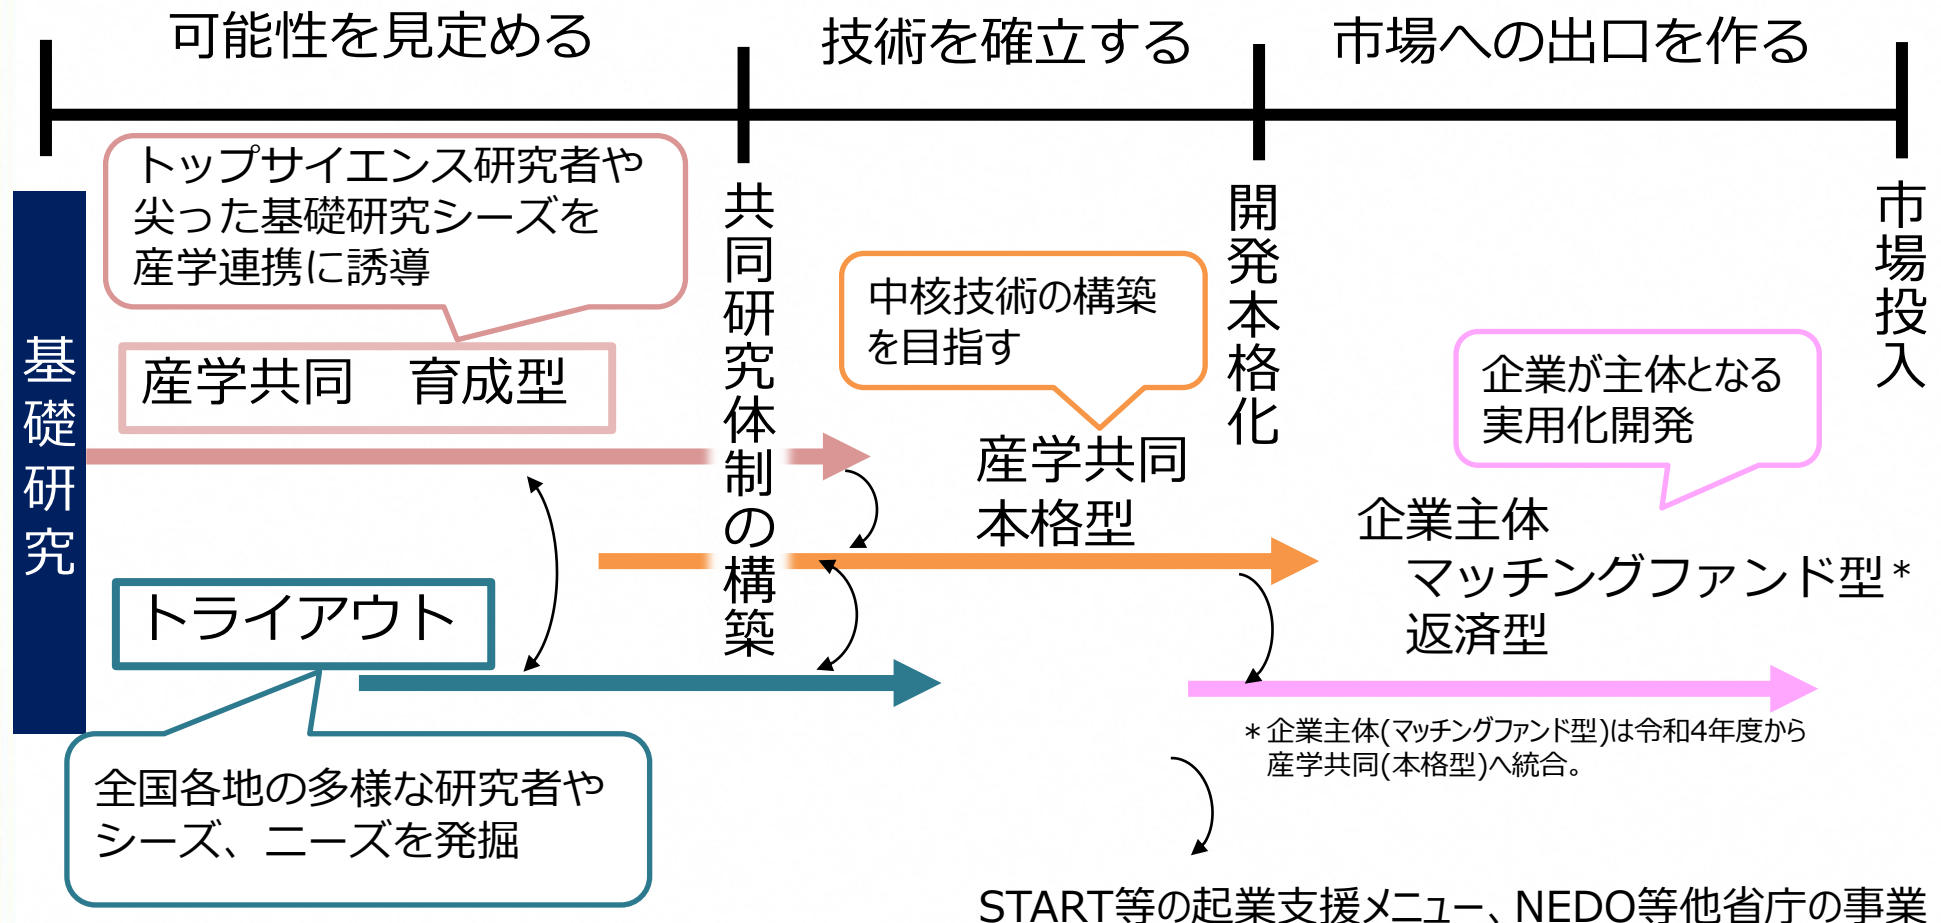 可能性を見定める
技術を確立する
市場への出口を作る
トップサイエンス研究者や
尖った基礎研究シーズを
産学連携に誘導
共同研究体制の構築
開発本格化
市場投入
基礎研究
産学共同　育成型
中核技術の構築
を目指す
産学共同
本格型
企業が主体となる
実用化開発
企業主体
マッチングファンド型*
返済型
トライアウト
*企業主体(マッチングファンド型)は令和4年度から
産学共同(本格型)へ統合。
全国各地の多様な研究者や
シーズ、ニーズを発掘
START等の起業支援メニュー、NEDO等他省庁の事業